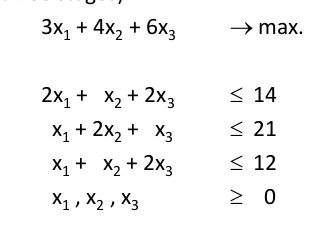 3x₁ + 4x₂ + 6x₃ → max.
2x₁ + x₂ + 2x₃ ≤ 14
x₁ + 2x₂ + x₃ ≤ 21
x₁ + x₂ + 2x₃ ≤ 12
x₁ , x₂ , x₃ ≥ 0